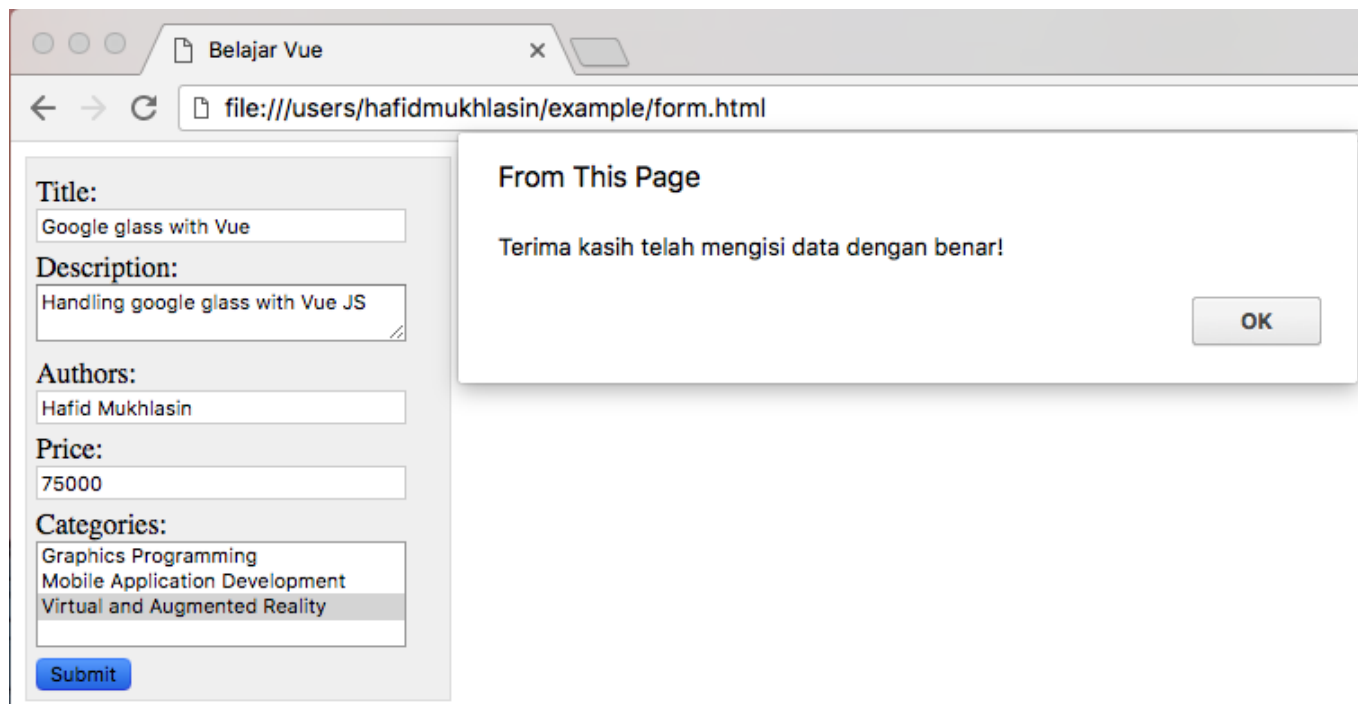 Belajar Vue
file:///users/hafidmukhlasin/example/form.html
From This Page
Terima kasih telah mengisi data dengan benar!
OK
Title:
Google glass with Vue
Description:
Handling google glass with Vue JS
Authors:
Hafid Mukhlasin
Price:
75000
Categories:
Graphics Programming
Mobile Application Development
Virtual and Augmented Reality
Submit